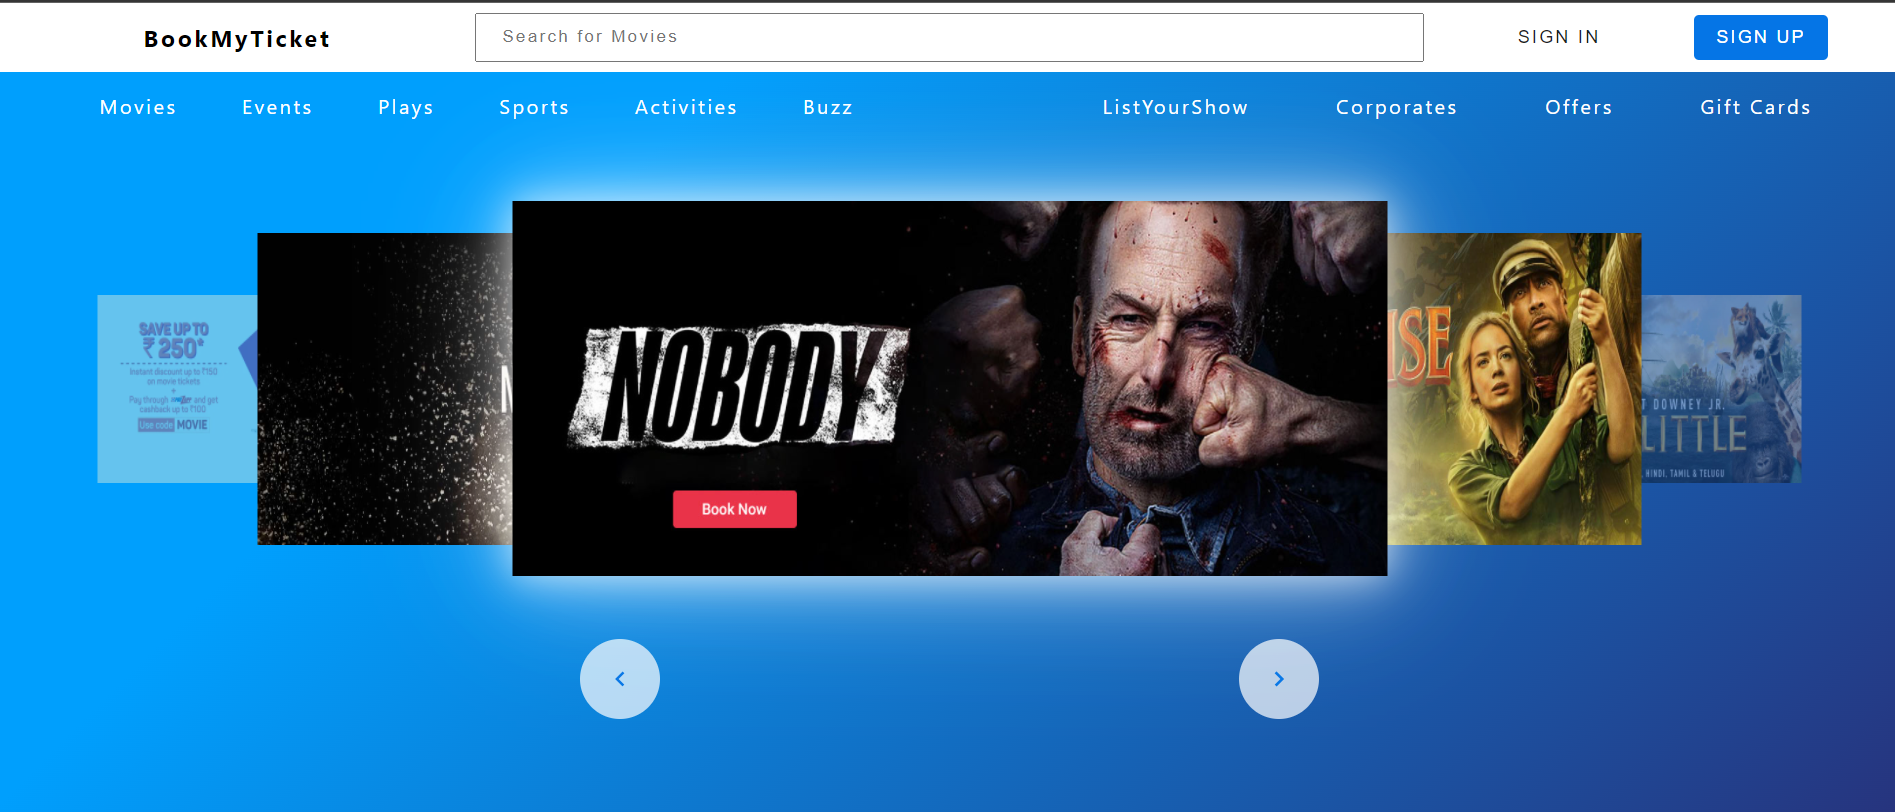 BookMyTicket
Search for Movies
SIGN IN
SIGN UP
Movies
Events
Plays
Sports
Activities
Buzz
ListYourShow
Corporates
Offers
Gift Cards
SAVE UP TO
₹ 250*
Instant discount up to ₹150
on movie tickets
+
Pay through
and get
cashback up to ₹100
Use code MOVIE
NOBODY
Book Now
ISE
T DOWNEY JR.
LITTLE
, HINDI, TAMIL & TELUGU